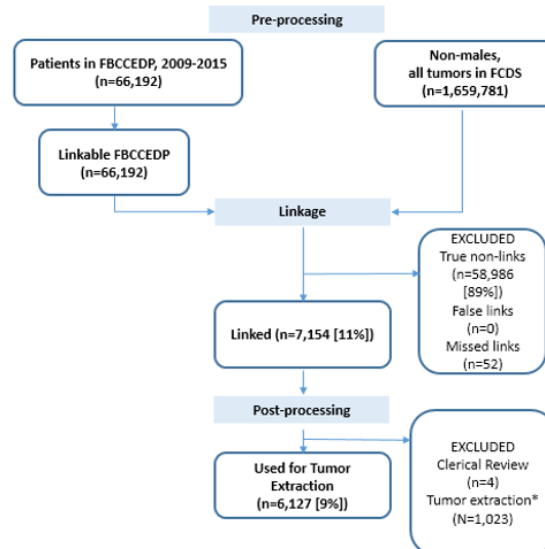 Pre-processing
Patients in FBCCEDP, 2009-2015
(n=66,192)
Non-males,
all tumors in FCDS
(n=1,659,781)
Linkable FBCCEDP
(n=66,192)
Linkage
EXCLUDED
True non-links
(n=58,986
[89%])
False links
(n=0)
Missed links
(n=52)
Linked (n=7,154 [11%])
Post-processing
EXCLUDED
Clerical Review
(n=4)
Tumor extraction*
(N=1,023)
Used for Tumor
Extraction
(n=6,127 [9%])